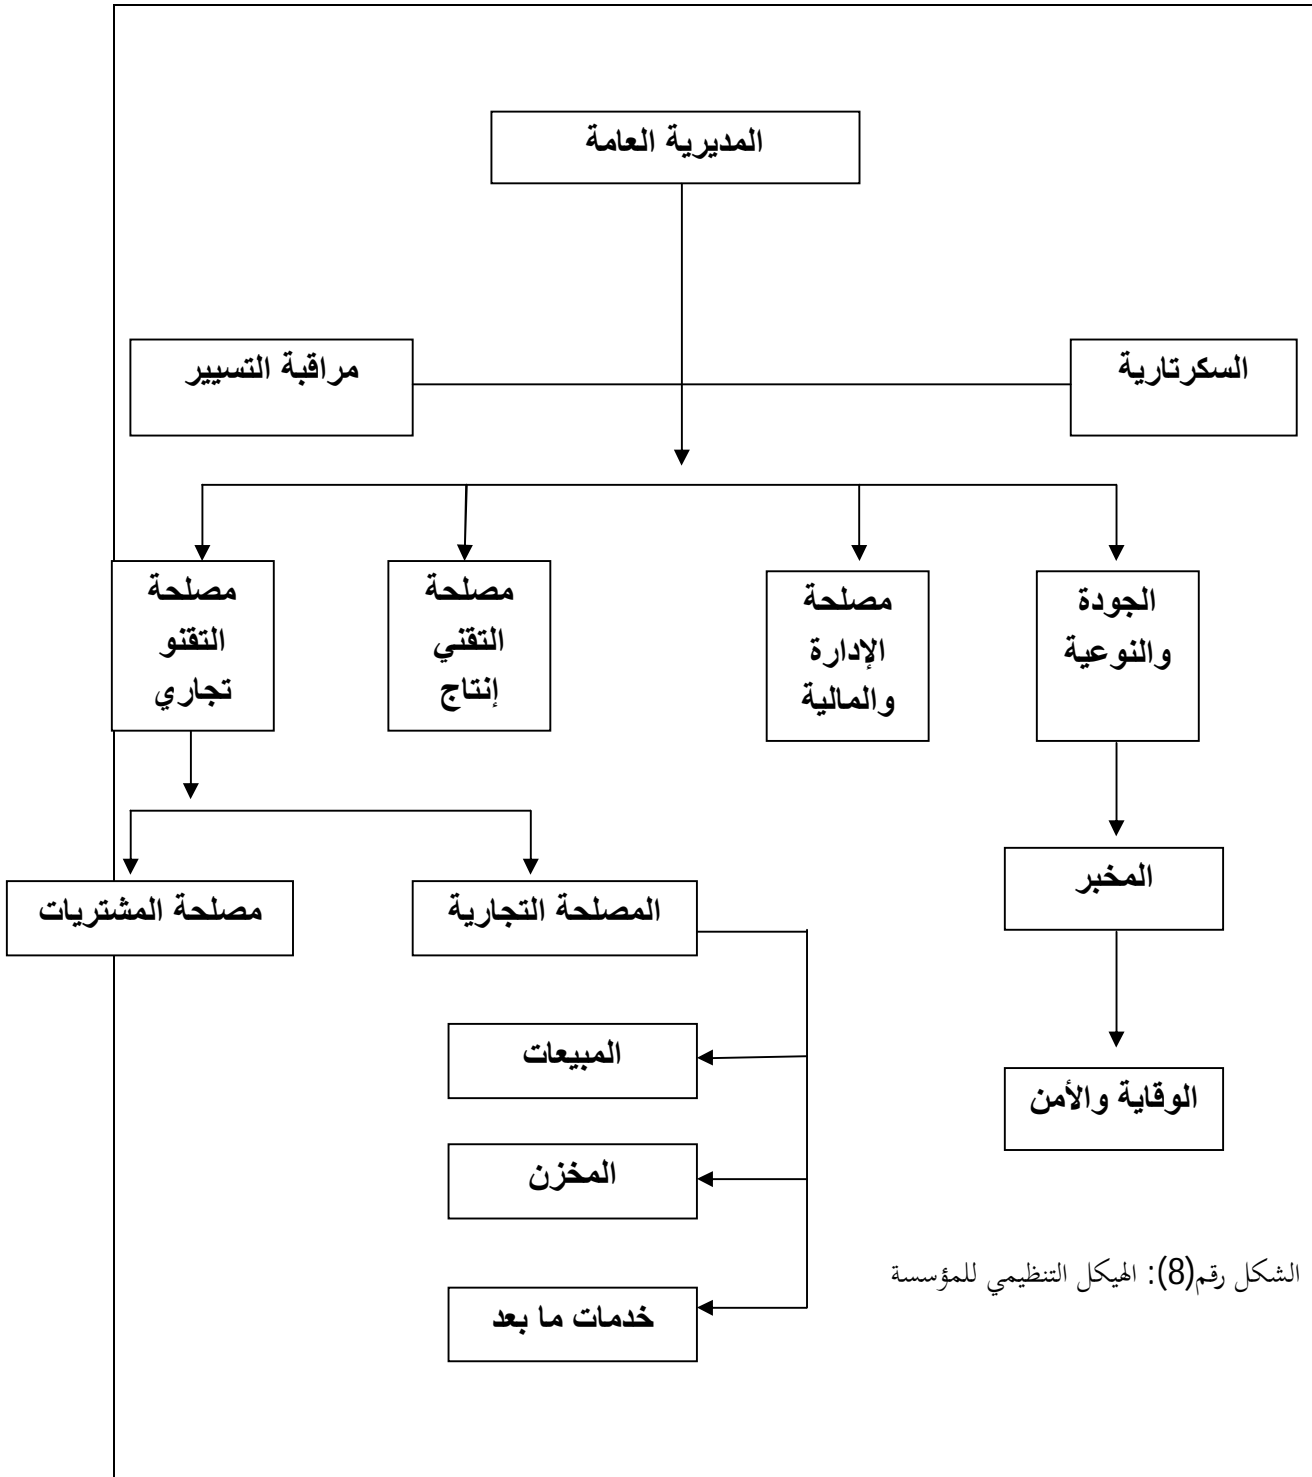 المديرية العامة
السكرتارية
مراقبة التسيير
الجودة
والنوعية
مصلحة
الإدارة
والمالية
مصلحة
التقني
إنتاج
مصلحة
التقنو
تجاري
المخبر
المصلحة التجارية
مصلحة المشتريات
المبيعات
الوقاية والأمن
المخزن
خدمات ما بعد
الشكل رقم(8): الهيكل التنظيمي للمؤسسة